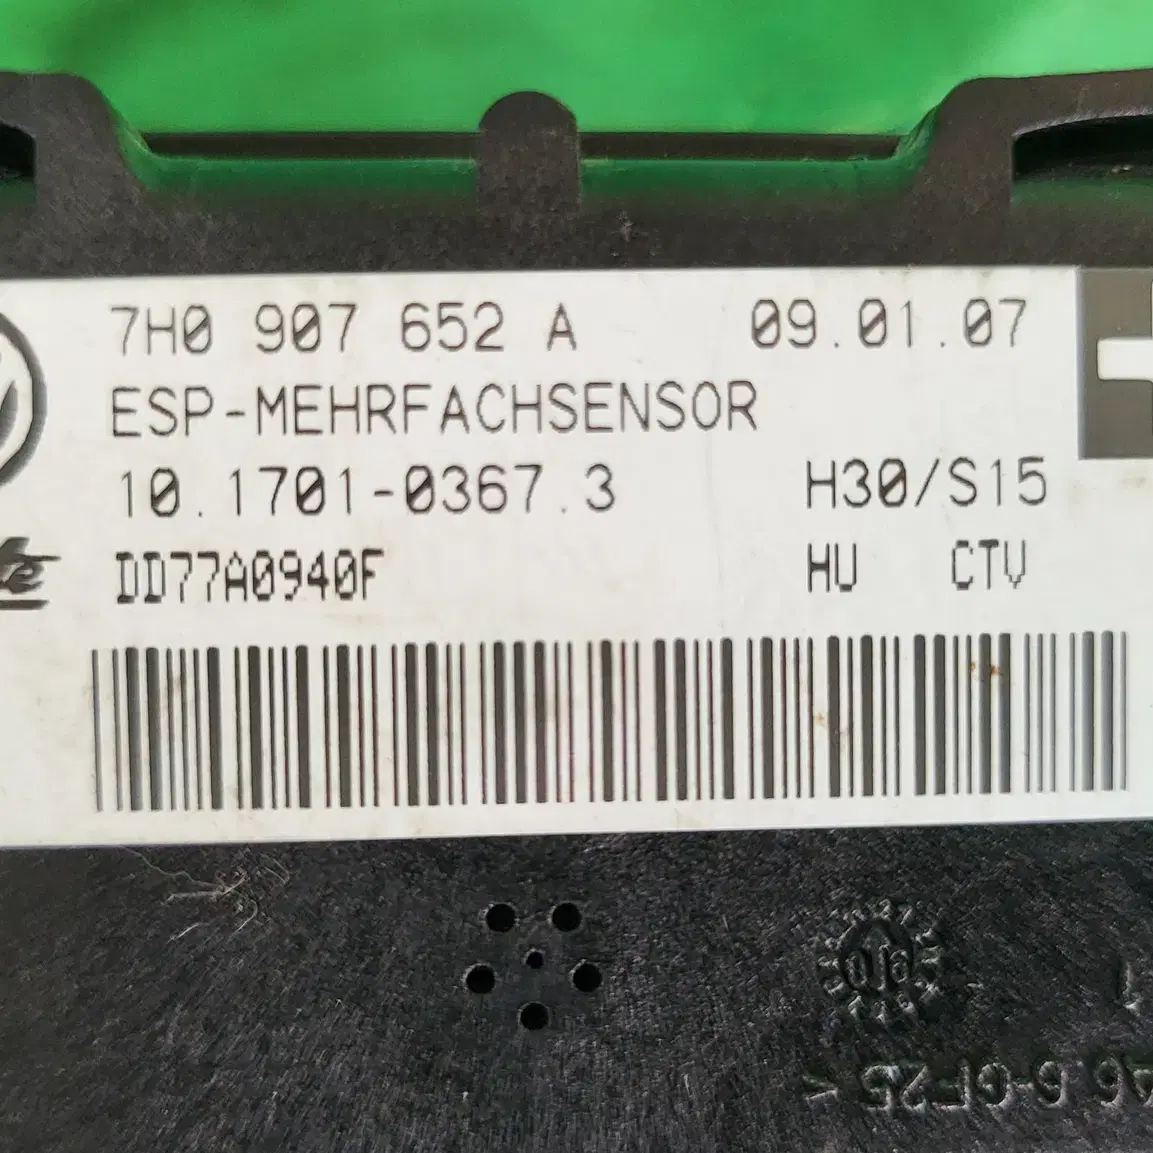 7H0 907 652 A 09.01.07
ESP-MEHRFACHSENSOR
10.1701-0367.3 H30/S15
DD77A0940F HU CTV